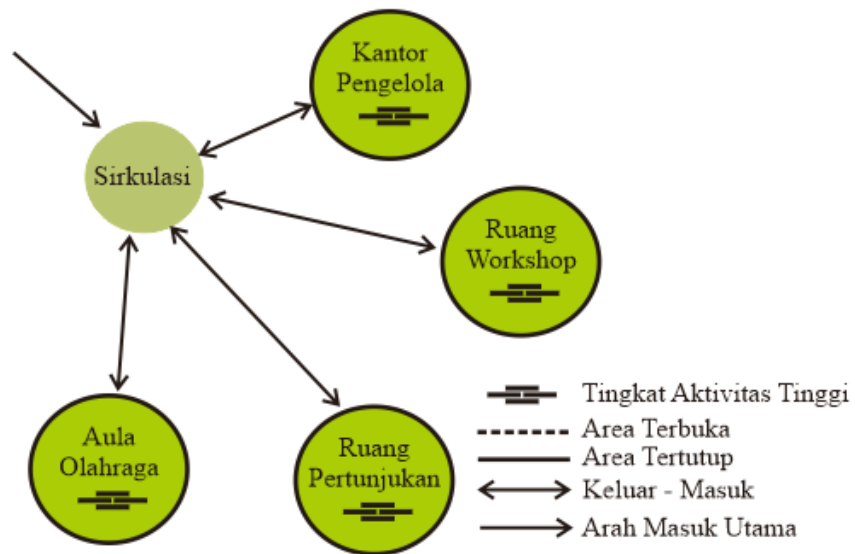 Kantor
Pengelola
Sirkulasi
Ruang
Workshop
Aula
Olahraga
Ruang
Pertunjukan
Tingkat Aktivitas Tinggi
Area Terbuka
Area Tertutup
Keluar - Masuk
Arah Masuk Utama